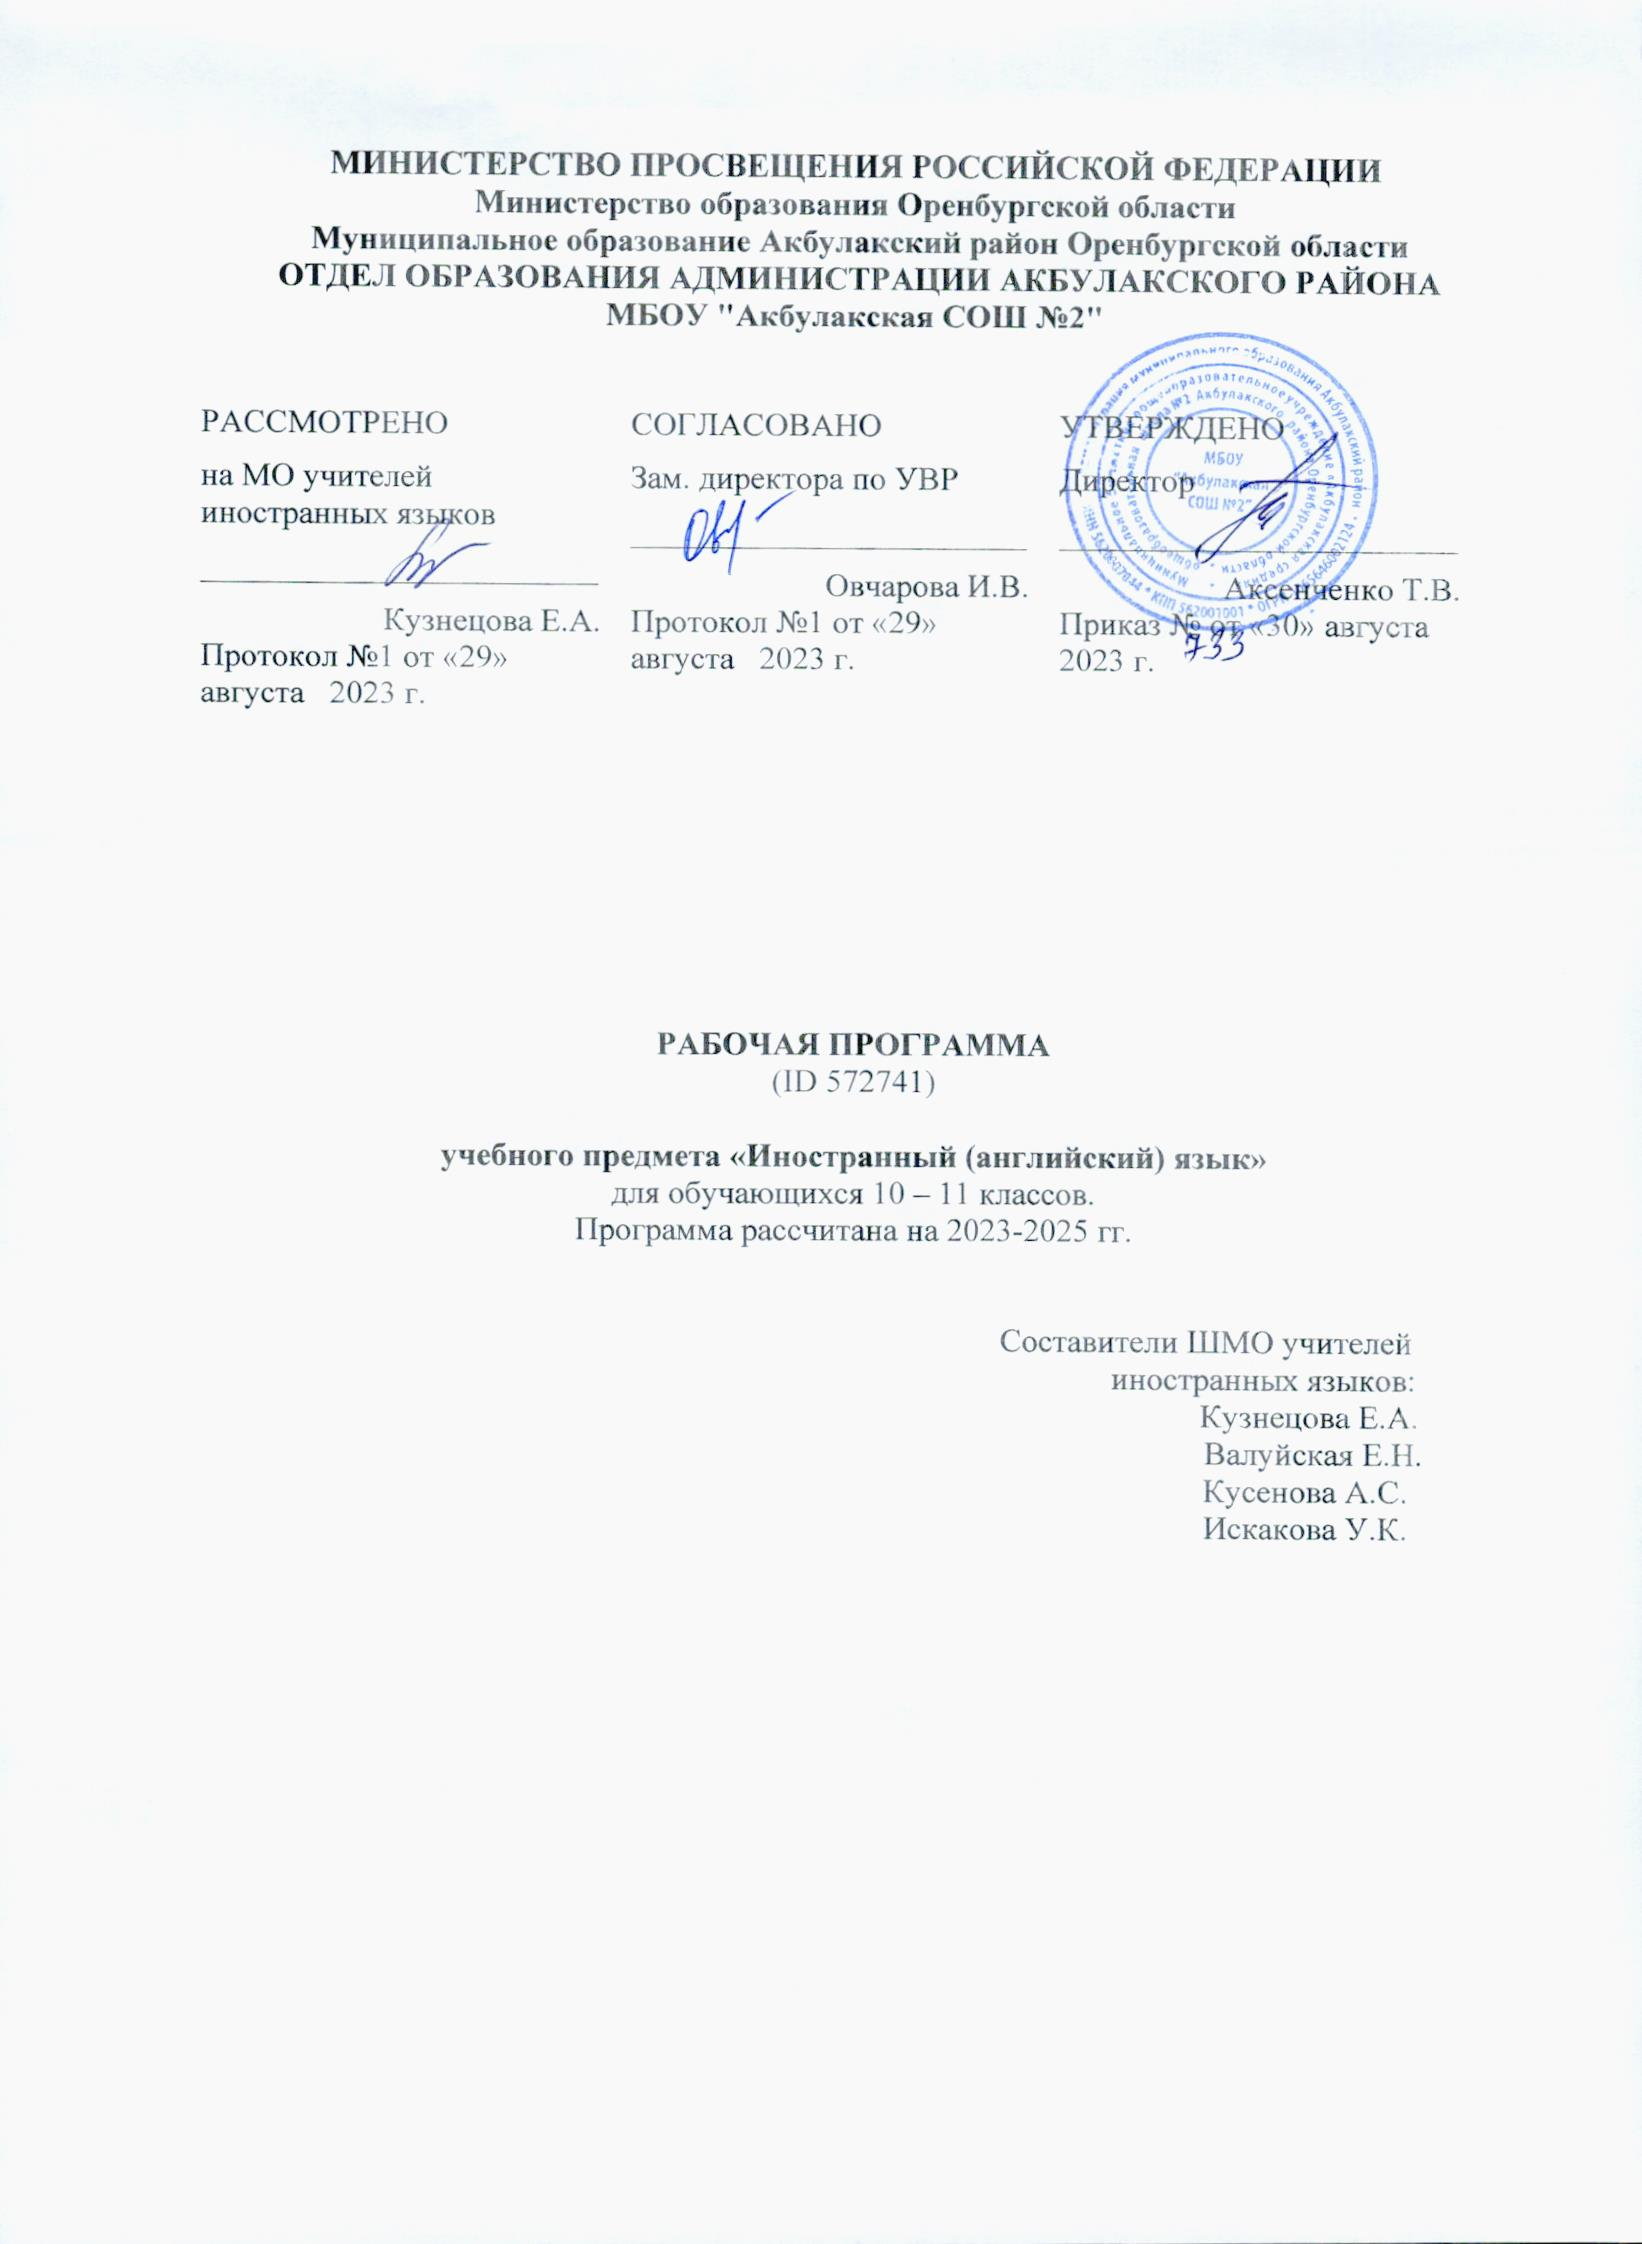 МИНИСТЕРСТВО ПРОСВЕЩЕНИЯ РОССИЙСКОЙ ФЕДЕРАЦИИ
Министерство образования Оренбургской области
Муниципальное образование Акбулакский район Оренбургской области
ОТДЕЛ ОБРАЗОВАНИЯ АДМИНИСТРАЦИИ АКБУЛАКСКОГО РАЙОНА
МБОУ "Акбулакская СОШ №2"
РАССМОТРЕНО
на МО учителей
иностранных языков
Кузнецова Е.А.
Протокол №1 от «29»
августа 2023 г.
СОГЛАСОВАНО
Зам. директора по УВР
Овчарова И.В.
Протокол №1 от «29»
августа 2023 г.
УТВЕРЖДЕНО
Директор
Аксенченко Т.В.
Приказ № от «30» августа
733
2023 г.
МБОУ
"Акбулакская
СОШ №2"
РАБОЧАЯ ПРОГРАММА
(ID 572741)
учебного предмета «Иностранный (английский) язык»
для обучающихся 10 – 11 классов.
Программа рассчитана на 2023-2025 гг.
Составители ШМО учителей
иностранных языков:
Кузнецова Е.А.
Валуйская Е.Н.
Кусенова А.С.
Искакова У.К.